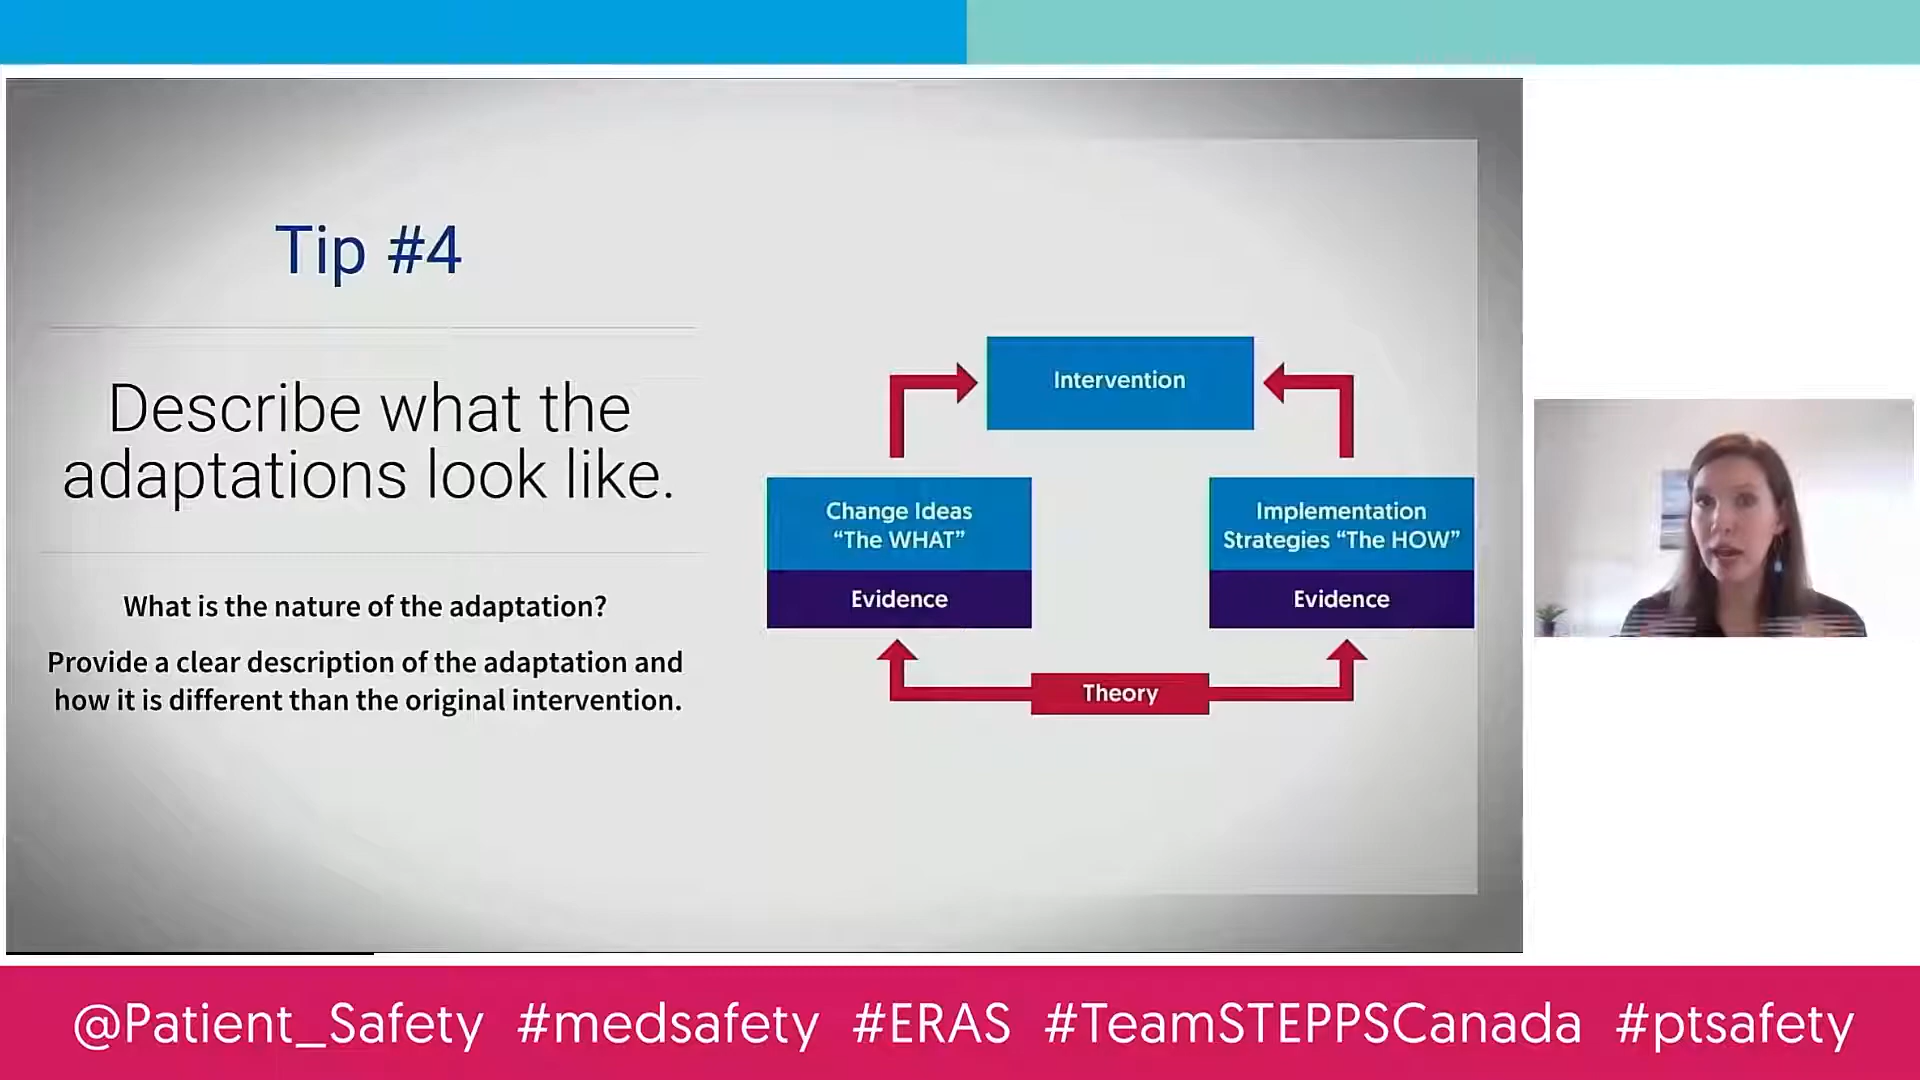 Tip #4
Describe what the
adaptations look like.
What is the nature of the adaptation?
Provide a clear description of the adaptation and
how it is different than the original intervention.
Intervention
Change Ideas
“The WHAT”
Evidence
Implementation
Strategies “The HOW”
Evidence
Theory
@Patient_Safety #medsafety #ERAS #TeamSTEPPSCanada #ptsafety